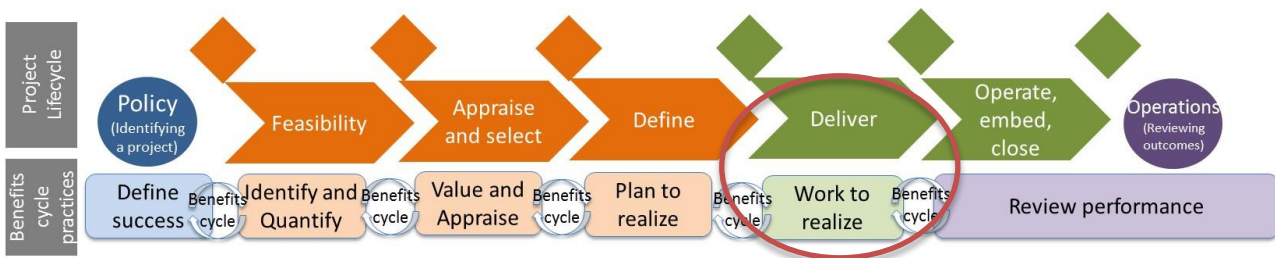 Project
Lifecycle
Policy
(Identifying
a project)
Feasibility
Appraise
and select
Define
Deliver
Operate,
embed,
close
Operations
(Reviewing
outcomes)
Benefits
cycle
practices
Define
success
Benefits
cycle
Identify and
Quantify
Benefits
cycle
Value and
Appraise
Benefits
cycle
Plan to
realize
Benefits
cycle
Work to
realize
Benefits
cycle
Review performance